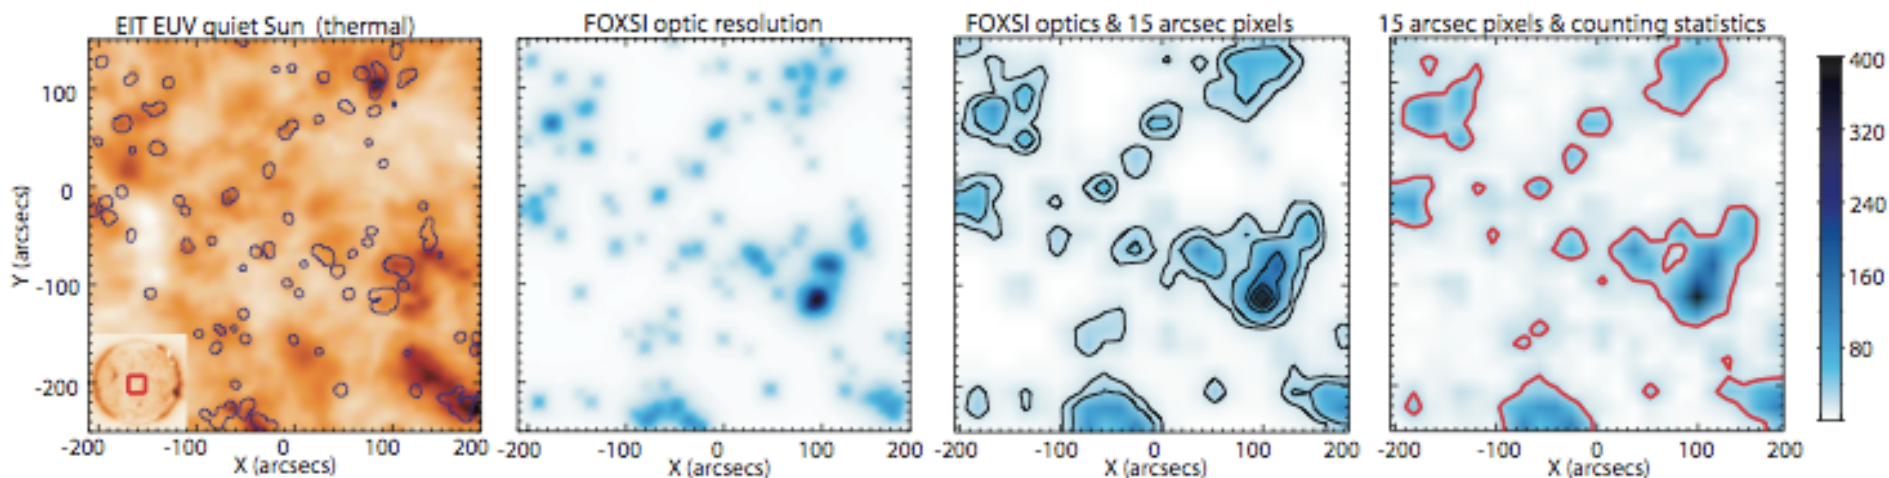 EIT EUV quiet Sun (thermal)
FOXSI optic resolution
FOXSI optics & 15 arcsec pixels
15 arcsec pixels & counting statistics
Y (arcsecs)
100
0
-100
-200
-200 -100 0 100 200
X (arcsecs)
-200 -100 0 100 200
X (arcsecs)
-200 -100 0 100 200
X (arcsecs)
-200 -100 0 100 200
X (arcsecs)
400
320
240
160
80